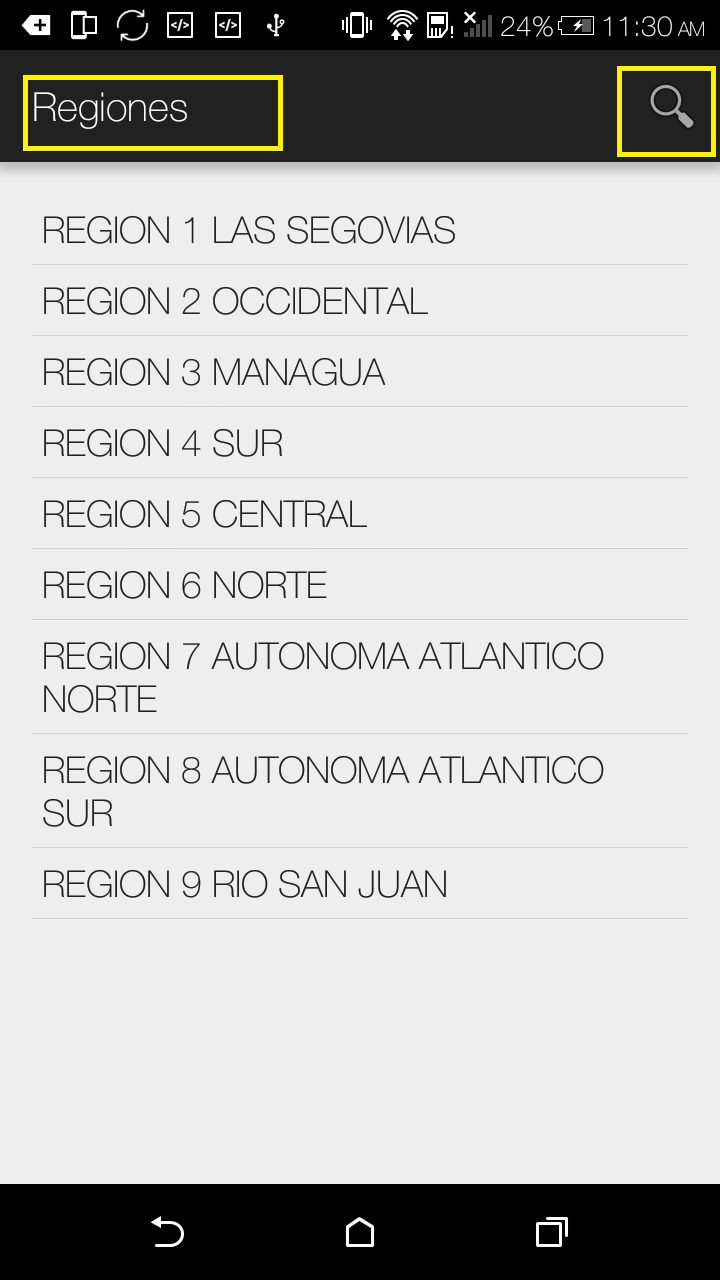 24% 11:30 AM
Regiones
REGION 1 LAS SEGOVIAS
REGION 2 OCCIDENTAL
REGION 3 MANAGUA
REGION 4 SUR
REGION 5 CENTRAL
REGION 6 NORTE
REGION 7 AUTONOMA ATLANTICO
NORTE
REGION 8 AUTONOMA ATLANTICO
SUR
REGION 9 RIO SAN JUAN